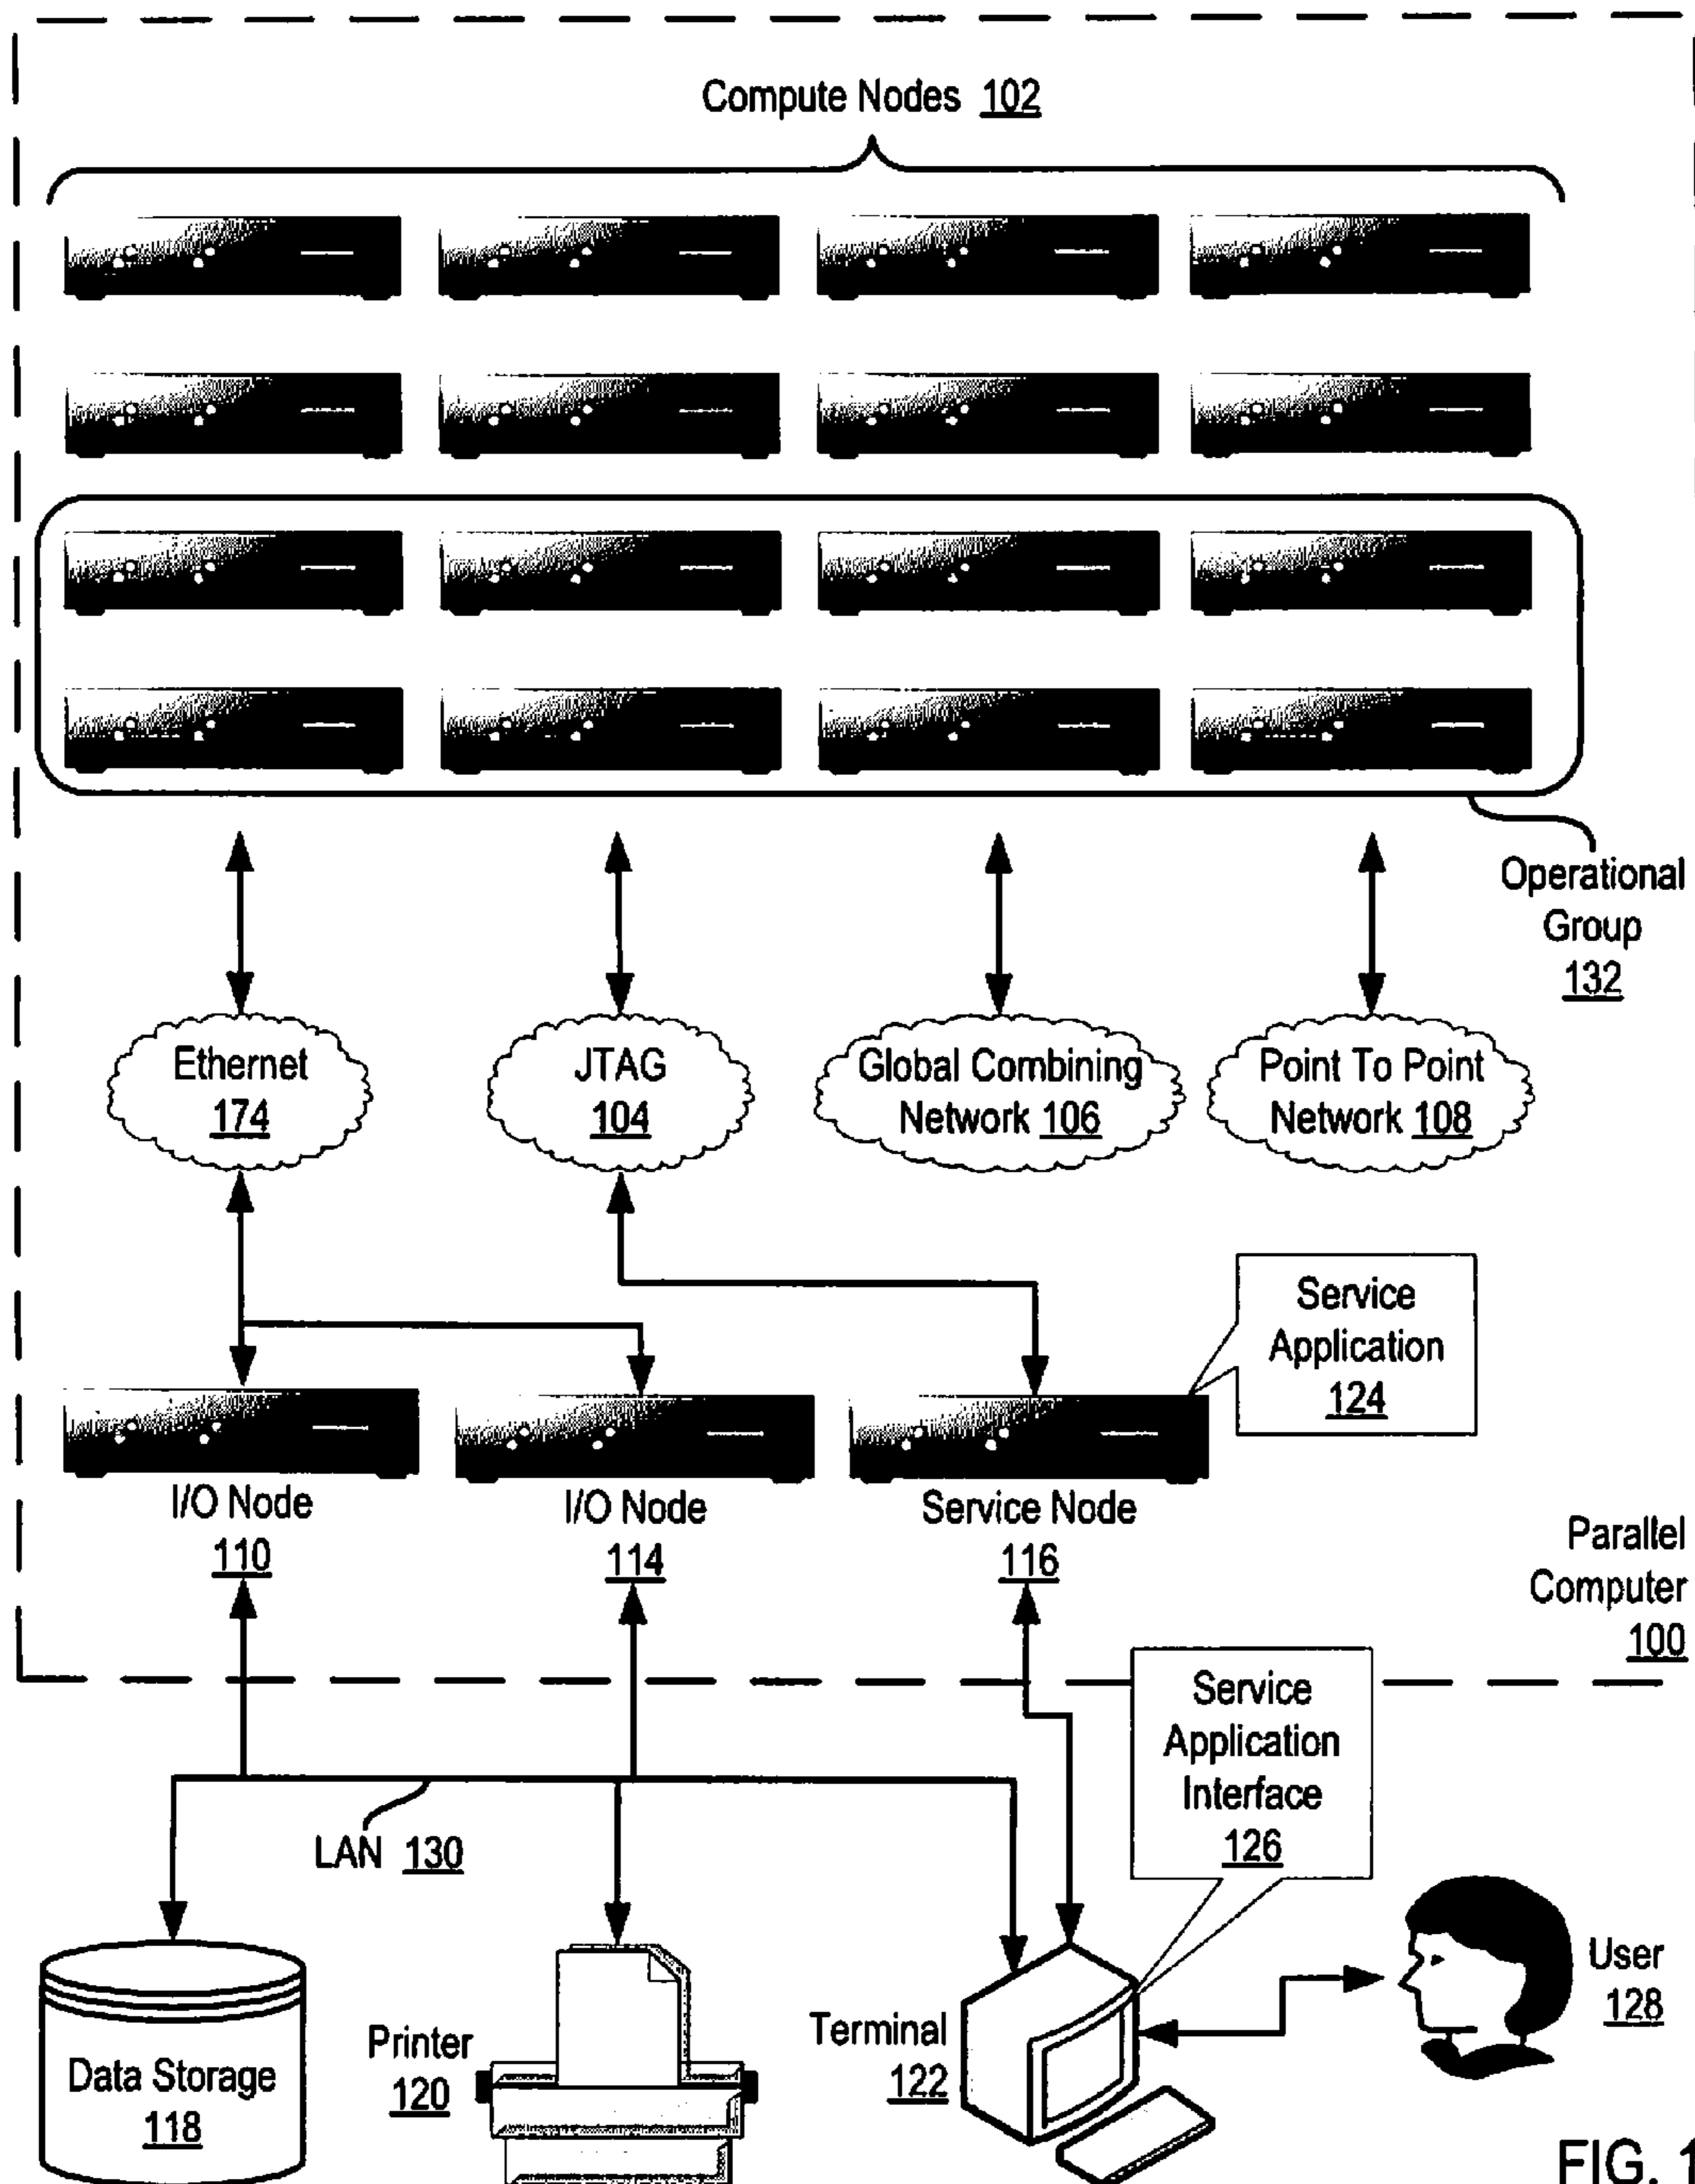 Compute Nodes 102
Operational
Group
132
Ethernet
174
JTAG
104
Global Combining
Network 106
Point To Point
Network 108
Service
Application
124
I/O Node
110
I/O Node
114
Service Node
116
Parallel
Computer
100
Service
Application
Interface
126
LAN 130
Data Storage
118
Printer
120
Terminal
122
User
128
FIG. 1